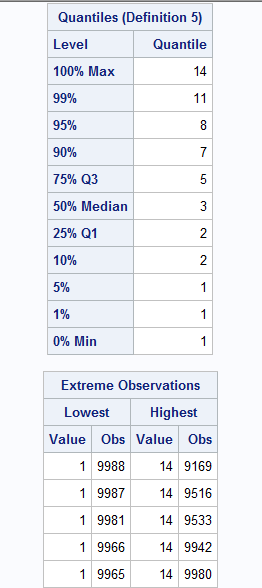 Quantiles (Definition 5)
Level Quantile
100% Max 14
99% 11
95% 8
90% 7
75% Q3 5
50% Median 3
25% Q1 2
10% 2
5% 1
1% 1
0% Min 1
Extreme Observations
Lowest Highest
Value Obs Value Obs
1 9988 14 9169
1 9987 14 9516
1 9981 14 9533
1 9966 14 9942
1 9965 14 9980